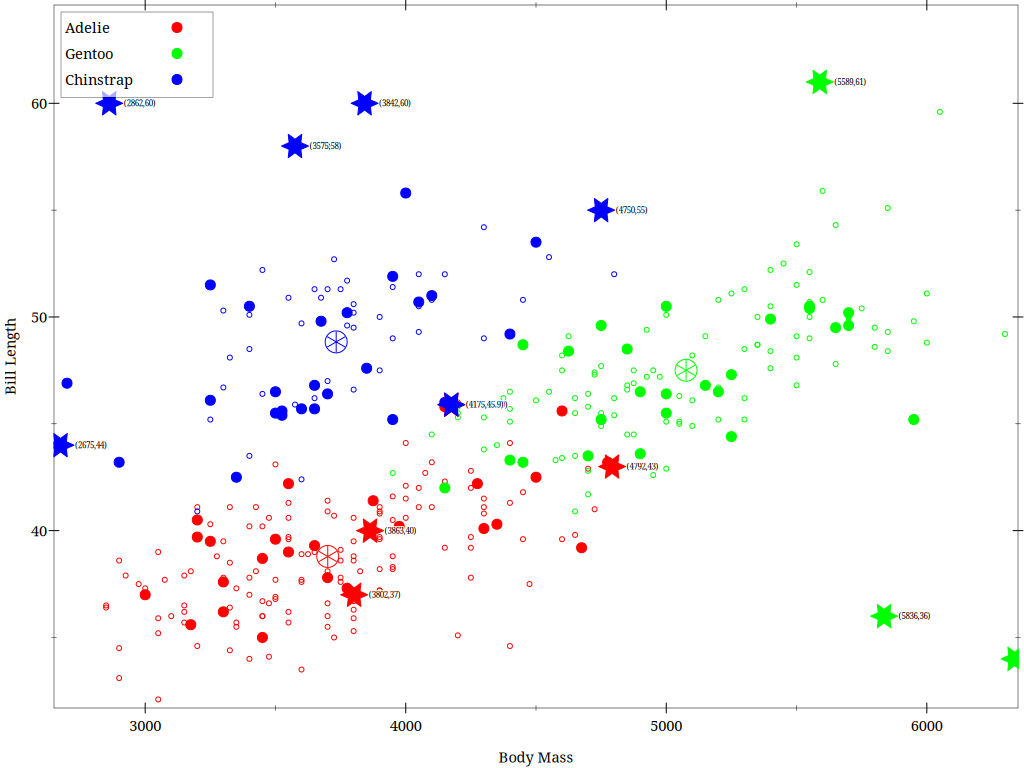 Adelie
Gentoo
Chinstrap
(2862,60)
(3842,60)
(5589,61)
(3575,58)
(4750,55)
(4175,45.9))
(2675,44)
(4792,43)
(3863,40)
(3802,37)
(5836,36)
60
50
40
Bill Length
3000 4000 5000 6000
Body Mass